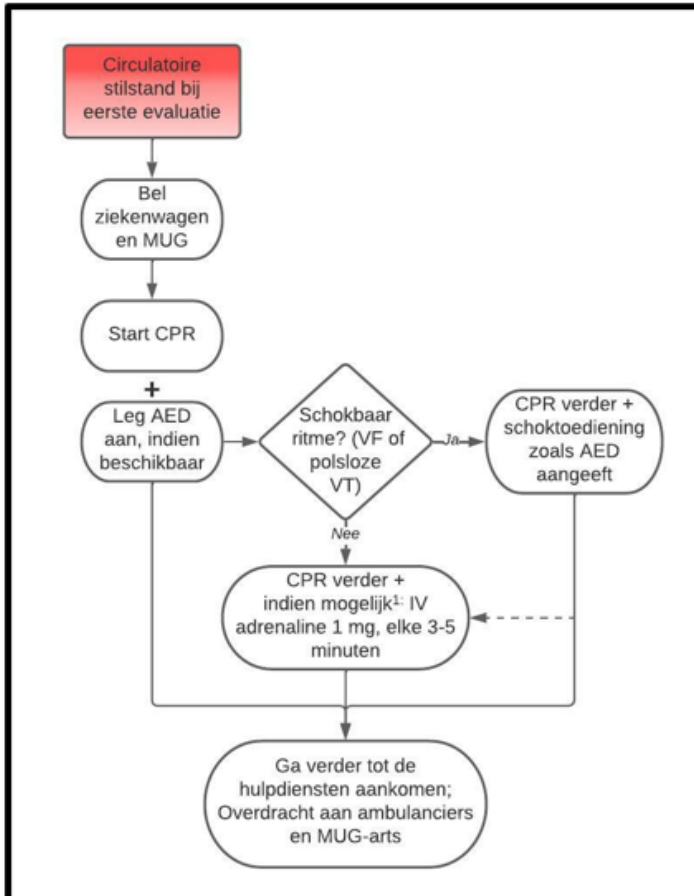 Circulatoire
stilstand bij
eerste evaluatie
Bel
ziekenwagen
en MUG
Start CPR
+
Leg AED
aan, indien
beschikbaar
Schokbaar
ritme? (VF of
polsloze
VT)
Ja
CPR verder +
schoktoediening
zoals AED
aangeeft
Nee
CPR verder +
indien mogelijk¹: IV
adrenaline 1 mg, elke 3-5
minuten
Ga verder tot de
hulpdiensten aankomen;
Overdracht aan ambulanciers
en MUG-arts